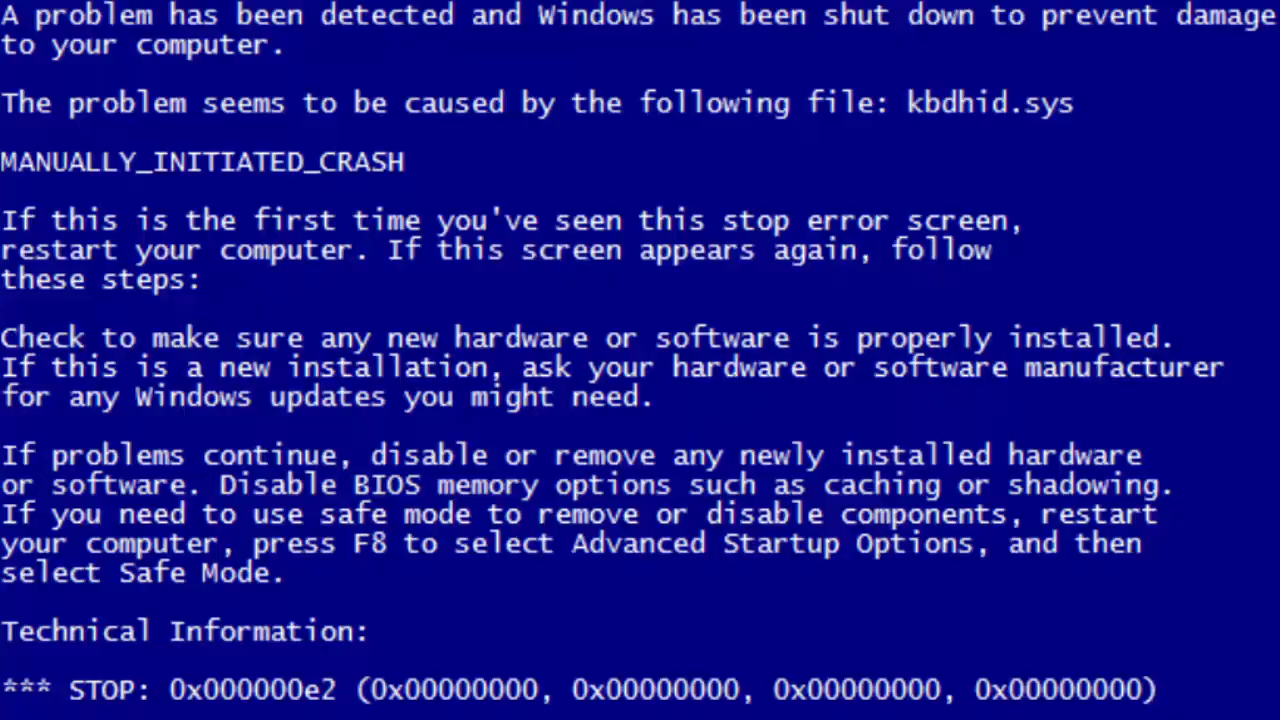 A problem has been detected and Windows has been shut down to prevent damage
to your computer.
The problem seems to be caused by the following file: kbdhid.sys
MANUALLY_INITIATED_CRASH
If this is the first time you've seen this stop error screen,
restart your computer. If this screen appears again, follow
these steps:
Check to make sure any new hardware or software is properly installed.
If this is a new installation, ask your hardware or software manufacturer
for any Windows updates you might need.
If problems continue, disable or remove any newly installed hardware
or software. Disable BIOS memory options such as caching or shadowing.
If you need to use safe mode to remove or disable components, restart
your computer, press F8 to select Advanced Startup Options, and then
select Safe Mode.
Technical Information:
*** STOP: 0x000000e2 (0x00000000, 0x00000000, 0x00000000, 0x00000000)